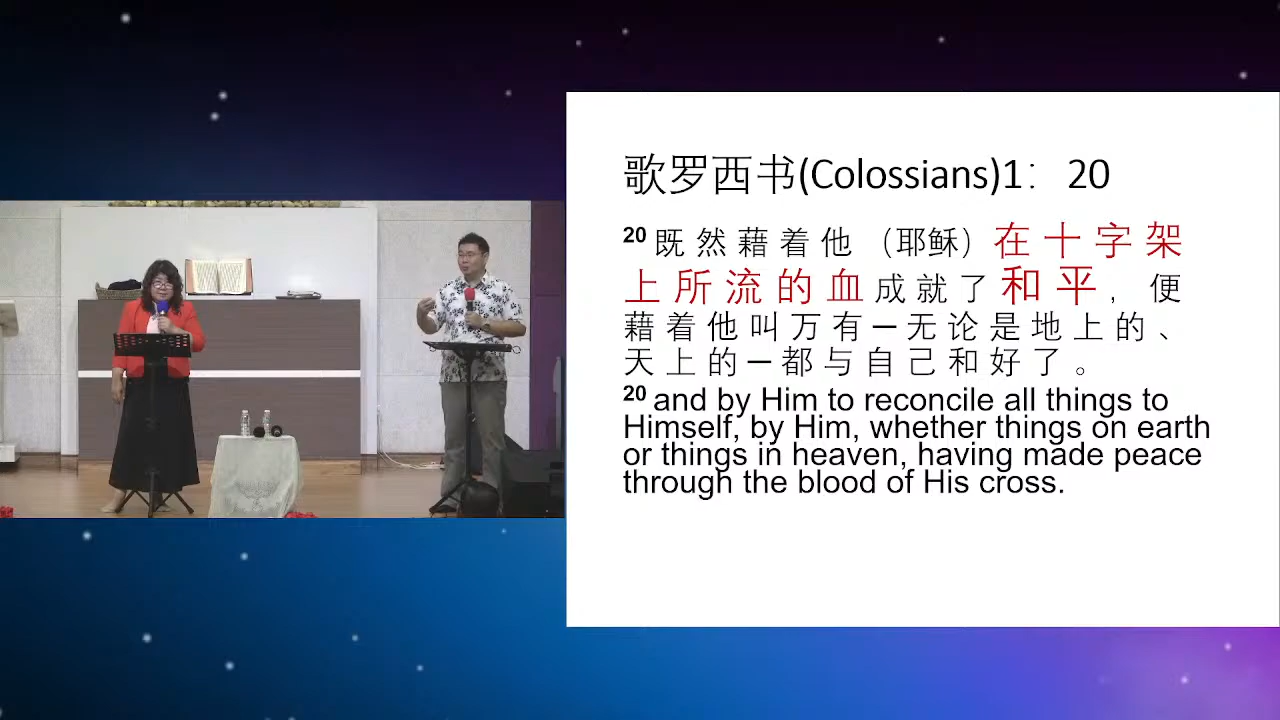 歌罗西书(Colossians)1：20
20 既然藉着他（耶稣）在十字架
上所流的血成就了和平，便
藉着他叫万有一无论是地上的、
天上的一都与自己和好了。
20 and by Him to reconcile all things to
Himself, by Him, whether things on earth
or things in heaven, having made peace
through the blood of His cross.